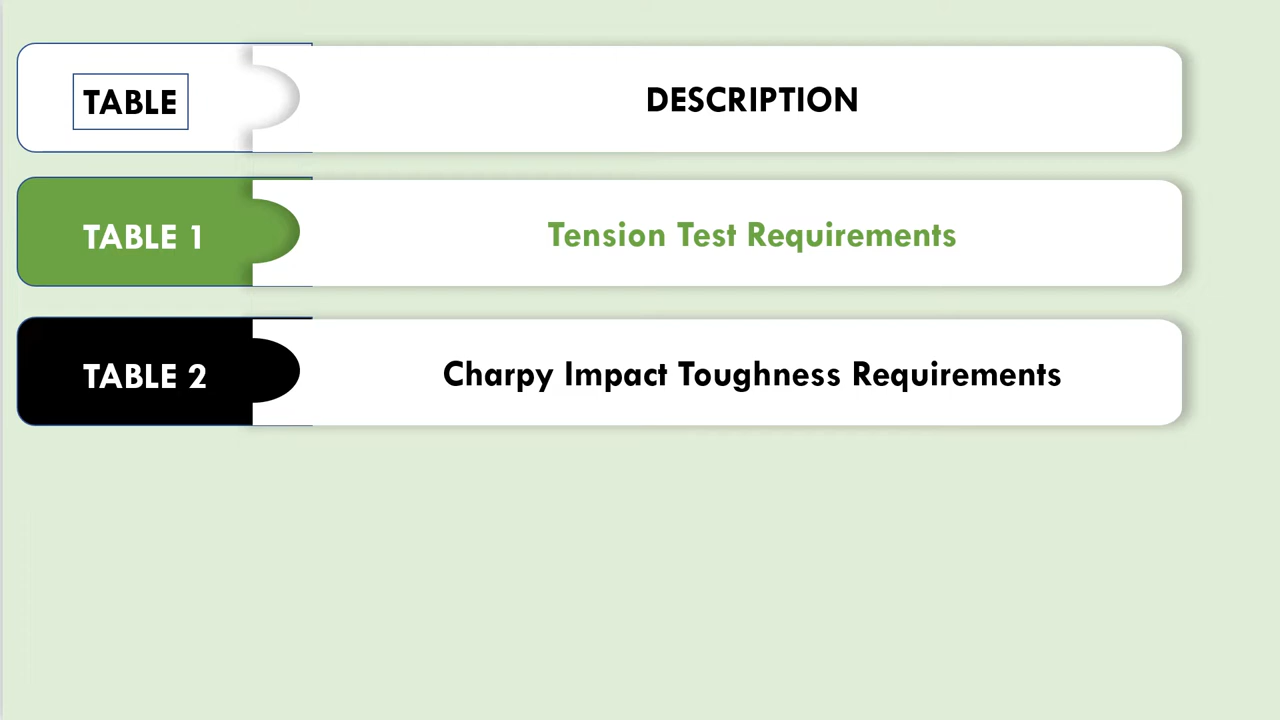 TABLE
DESCRIPTION
TABLE 1
Tension Test Requirements
TABLE 2
Charpy Impact Toughness Requirements